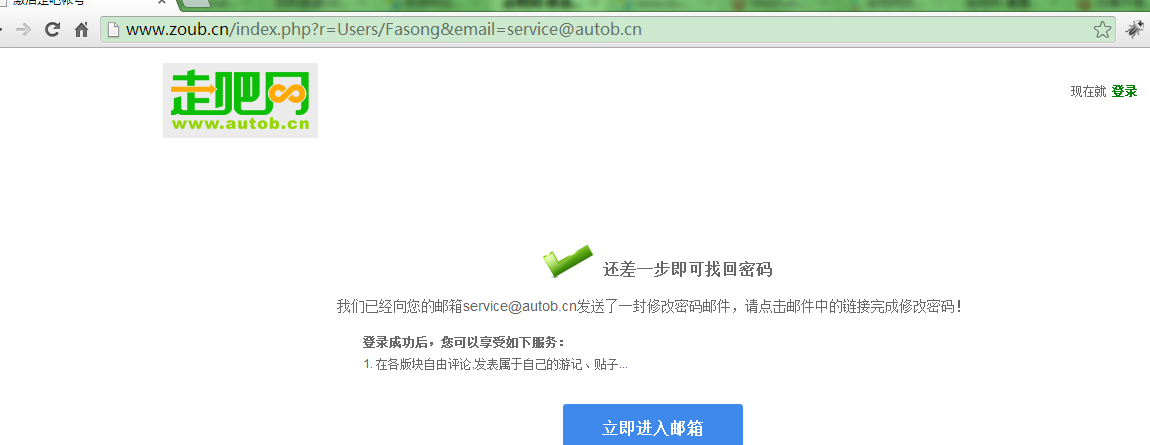 激活走吧帐号
www.zoub.cn/index.php?r=Users/Fasong&email=service@autob.cn
走吧网
www.autob.cn
现在就 登录
还差一步即可找回密码
我们已经向您的邮箱service@autob.cn发送了一封修改密码邮件，请点击邮件中的链接完成修改密码！
登录成功后，您可以享受如下服务：
1. 在各版块自由评论,发表属于自己的游记、贴子...
立即进入邮箱